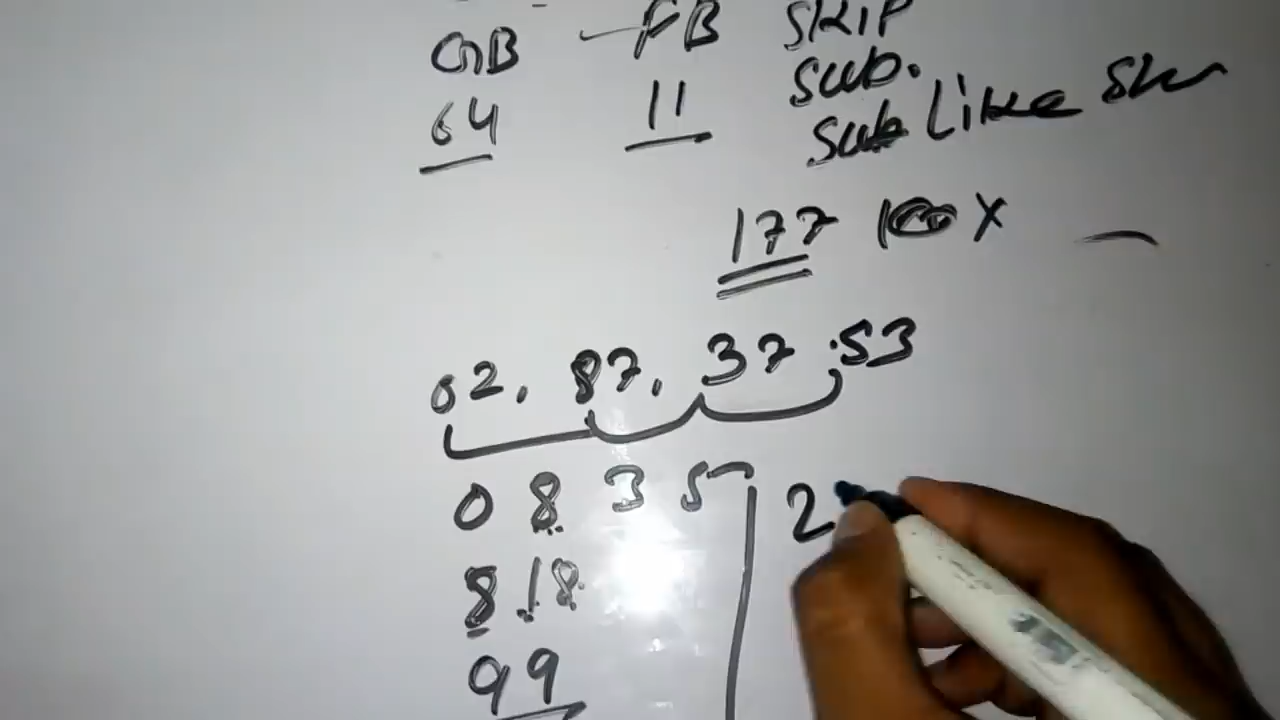 GB FB SKIP
64 11 sub.
sub Like
177 100 X
02. 87. 37 .53
0 8 3 5 2
8 18
99